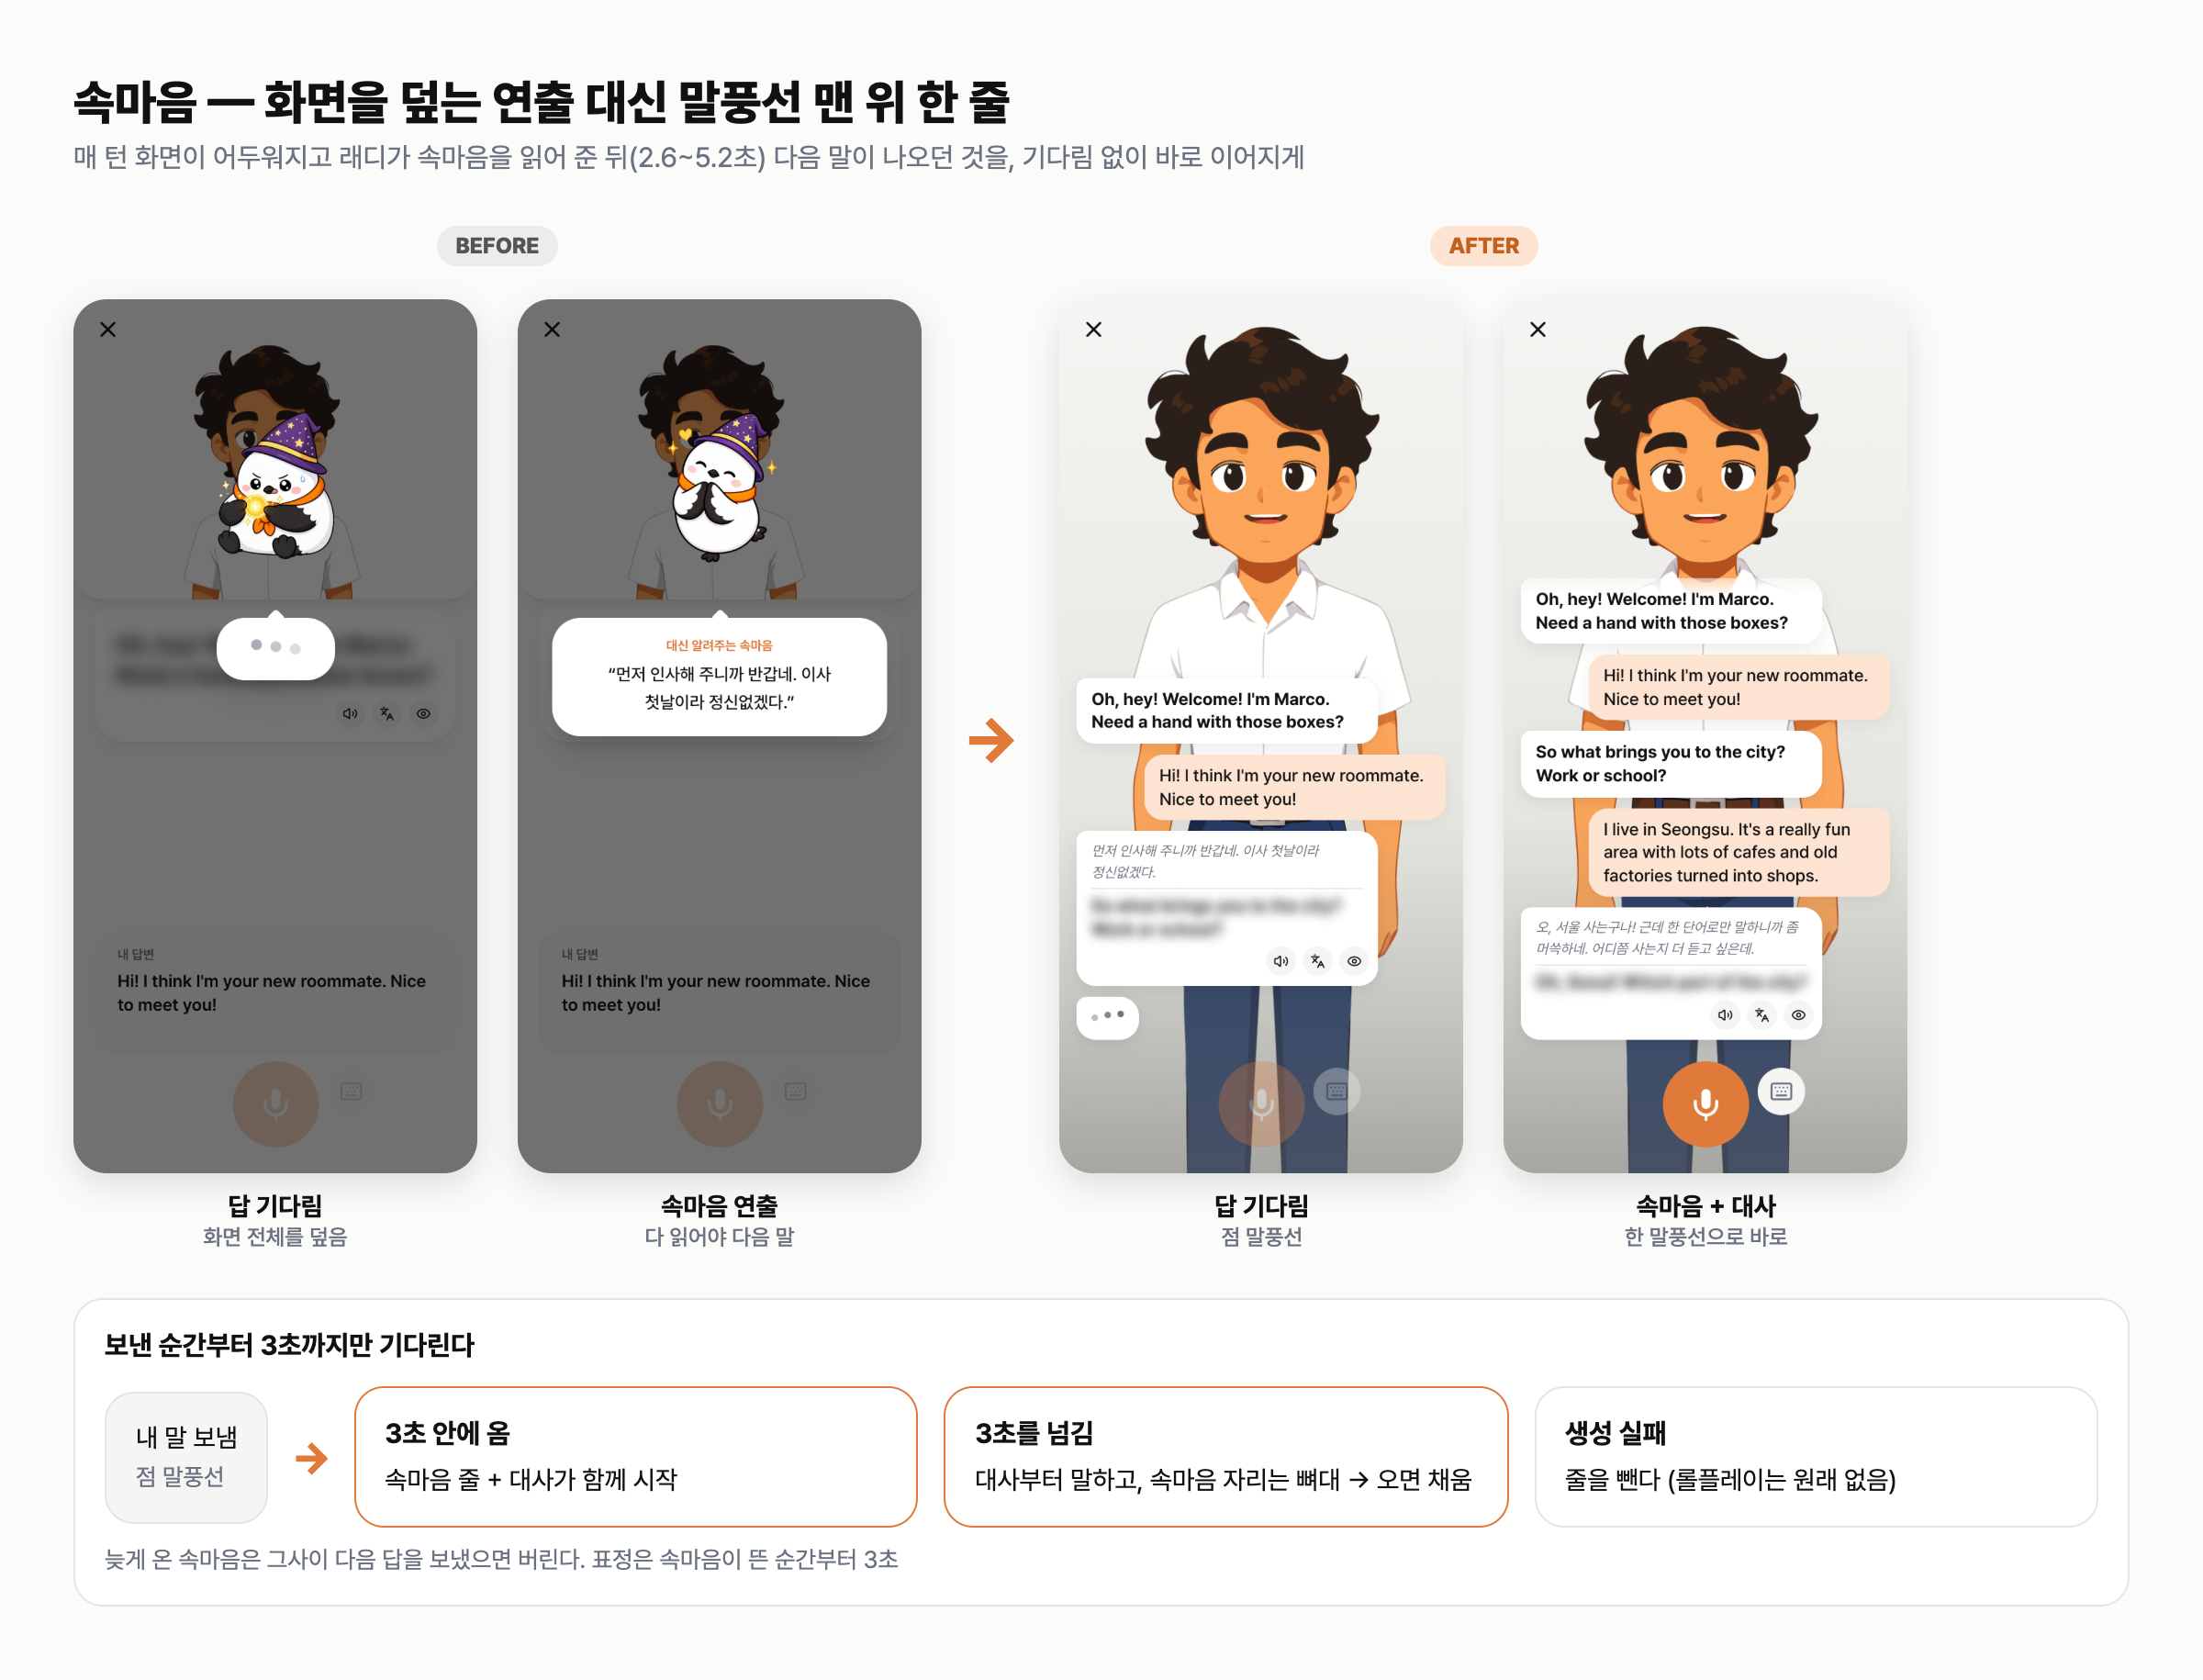 속마음 — 화면을 덮는 연출 대신 말풍선 맨 위 한 줄
매 턴 화면이 어두워지고 래디가 속마음을 읽어 준 뒤(2.6~5.2초) 다음 말이 나오던 것을, 기다림 없이 바로 이어지게
BEFORE
내 답변
Hi! I think I'm your new roommate. Nice
to meet you!
답 기다림
화면 전체를 덮음
대신 알려주는 속마음
“먼저 인사해 주니까 반갑네. 이사
첫날이라 정신없겠다.”
내 답변
Hi! I think I'm your new roommate. Nice
to meet you!
속마음 연출
다 읽어야 다음 말
AFTER
Oh, hey! Welcome! I'm Marco.
Need a hand with those boxes?
Hi! I think I'm your new roommate.
Nice to meet you!
먼저 인사해 주니까 반갑네. 이사 첫날이라
정신없겠다.
So what brings you to the city?
Work or school?
답 기다림
점 말풍선
Oh, hey! Welcome! I'm Marco.
Need a hand with those boxes?
Hi! I think I'm your new roommate.
Nice to meet you!
So what brings you to the city?
Work or school?
I live in Seongsu. It's a really fun
area with lots of cafes and old
factories turned into shops.
오, 서울 사는구나! 근데 한 단어로만 말하니까 좀
머쓱하네. 어디쯤 사는지 더 듣고 싶은데.
Oh, Seoul! Which part of the city?
속마음 + 대사
한 말풍선으로 바로
보낸 순간부터 3초까지만 기다린다
내 말 보냄
점 말풍선
3초 안에 옴
속마음 줄 + 대사가 함께 시작
3초를 넘김
대사부터 말하고, 속마음 자리는 뼈대 → 오면 채움
생성 실패
줄을 뺀다 (롤플레이는 원래 없음)
늦게 온 속마음은 그사이 다음 답을 보냈으면 버린다. 표정은 속마음이 뜬 순간부터 3초